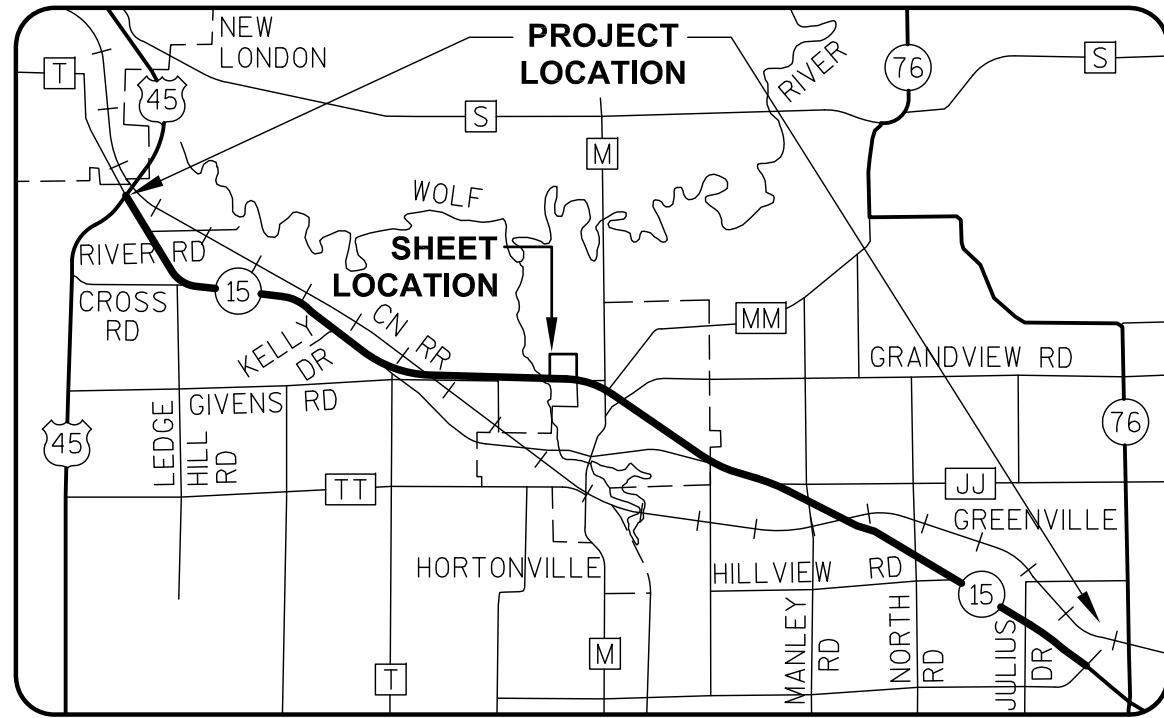 NEW
LONDON
PROJECT
LOCATION
RIVER
76
S
T
45
S
M
WOLF
SHEET
LOCATION
RIVER RD
15
CROSS
RD
KELLY
DR
CN RR
MM
GRANDVIEW RD
GIVENS RD
76
45
LEDGE
HILL
RD
TT
JJ
GREENVILLE
HORTONVILLE
HILLVIEW RD
15
MANLEY
RD
NORTH
RD
JULIUS
DR
M
T